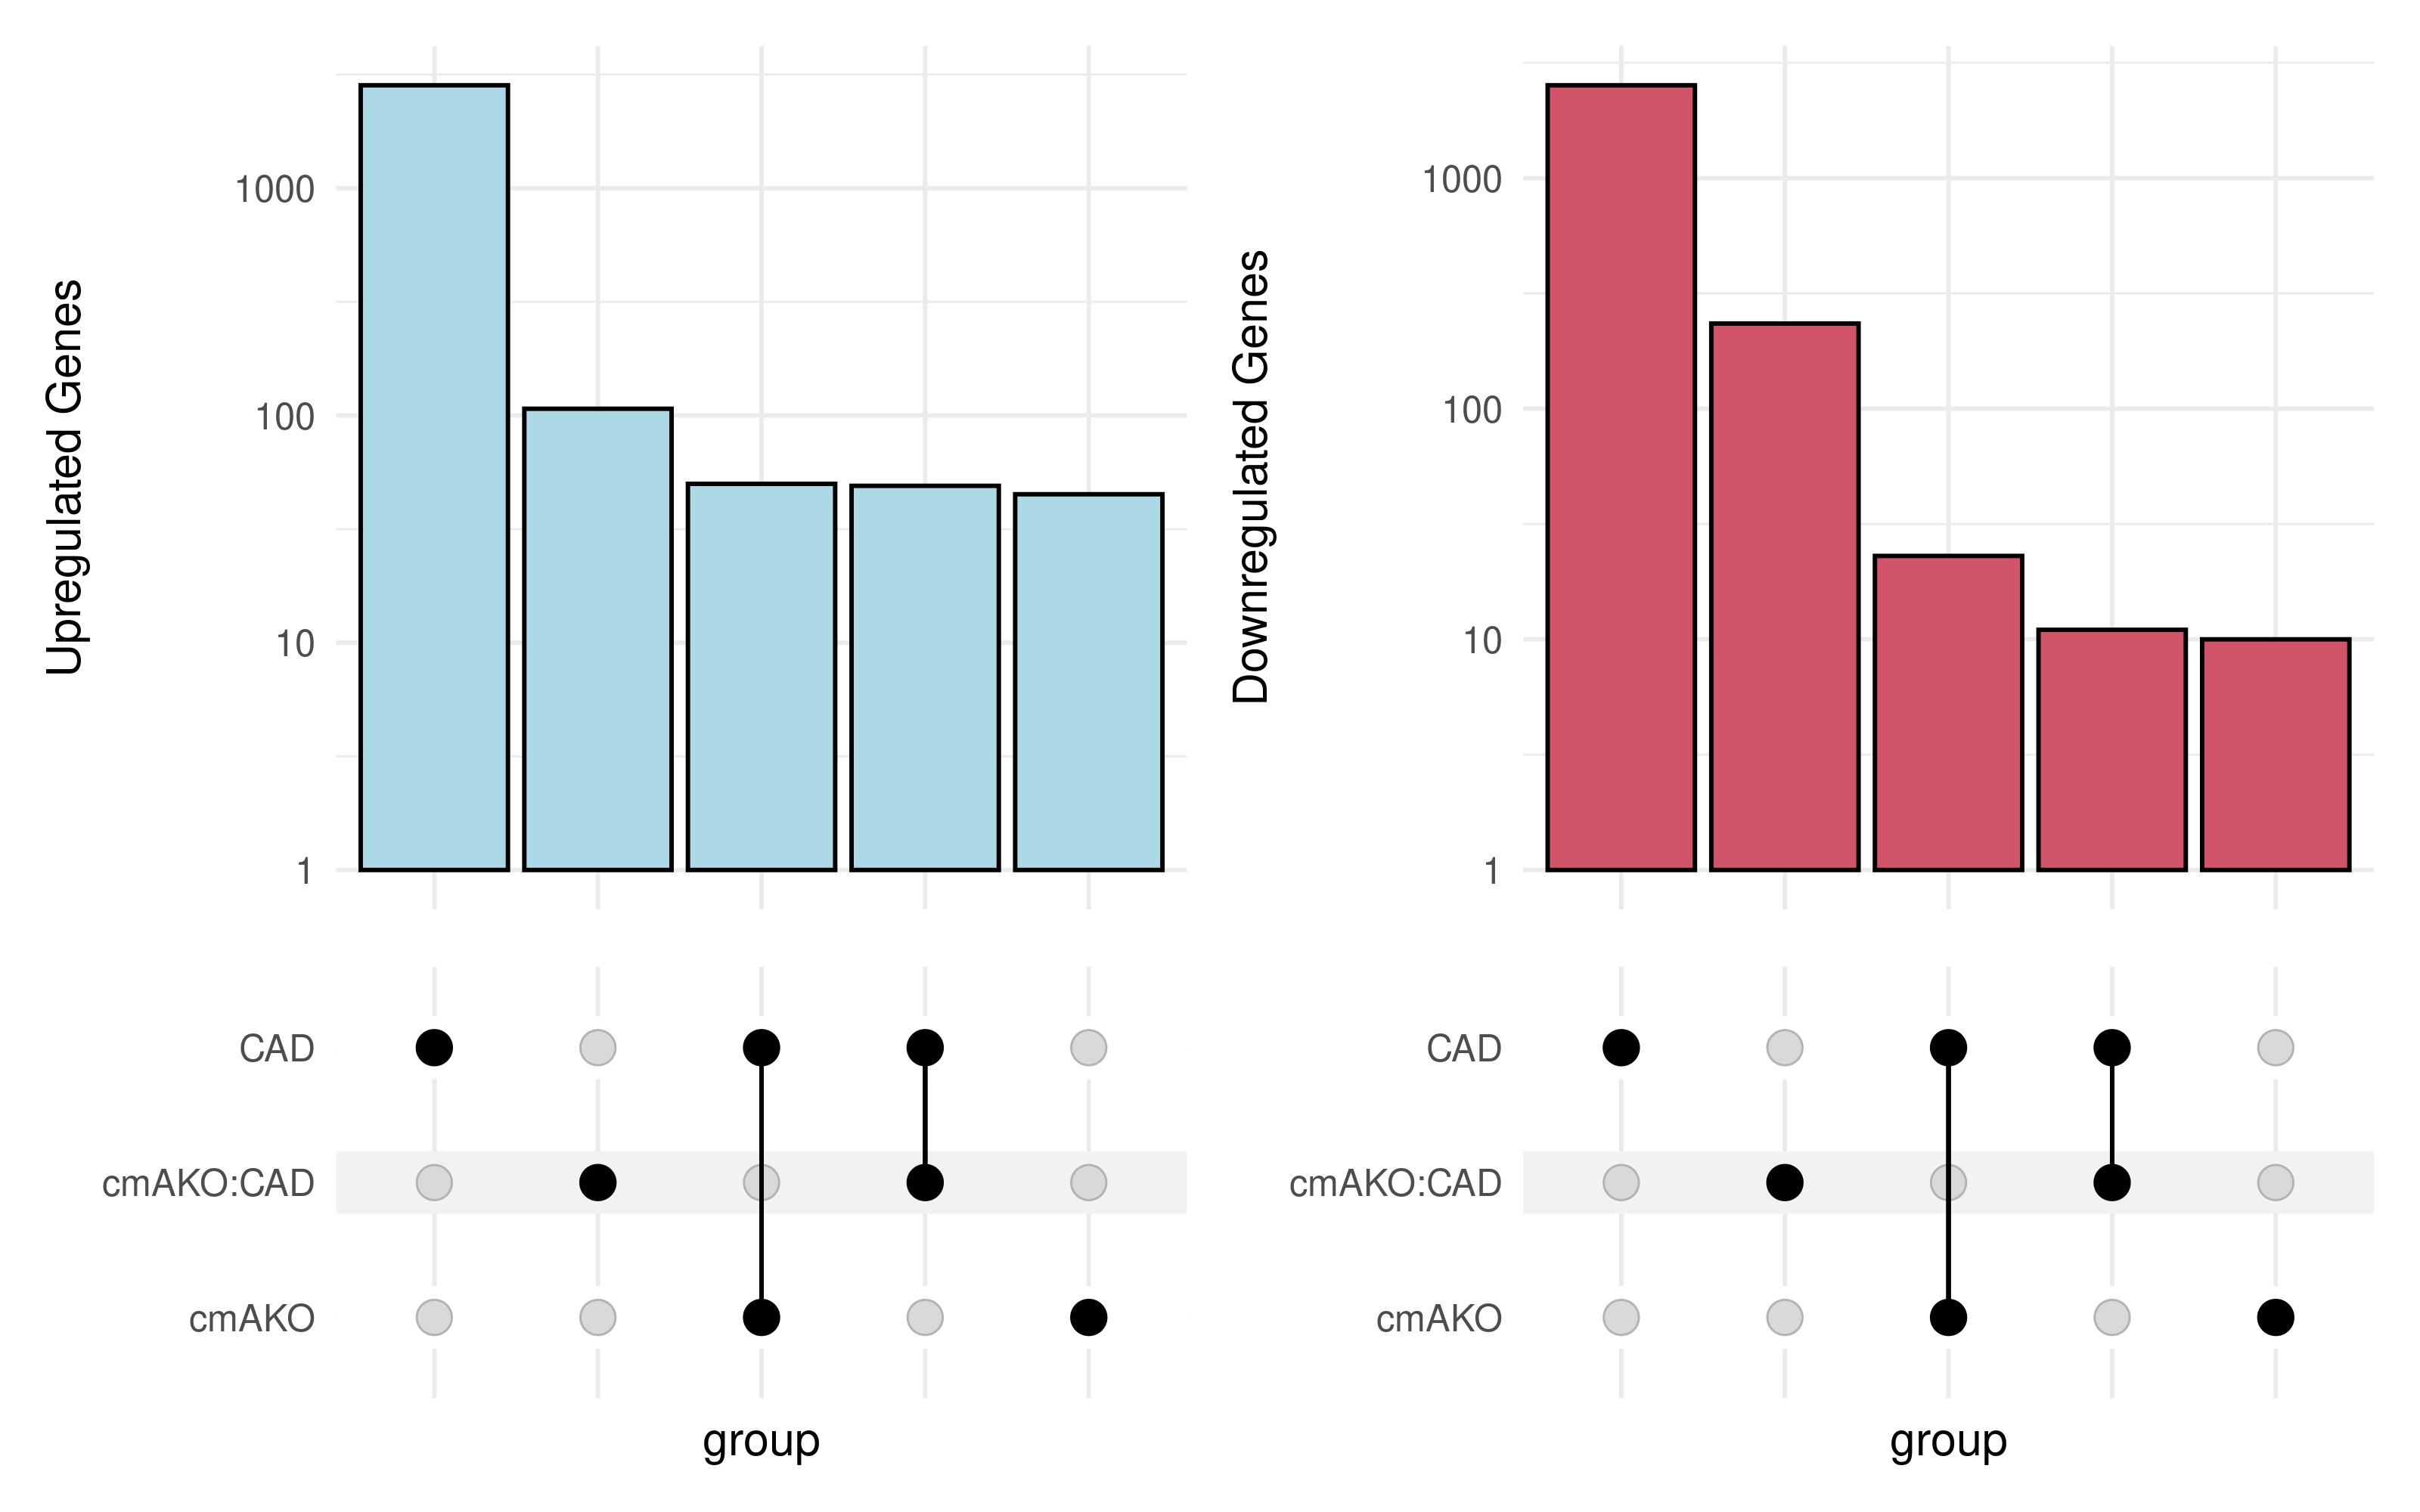 Upregulated Genes
1000
100
10
1
CAD
cmAKO:CAD
cmAKO
group
Downregulated Genes
1000
100
10
1
CAD
cmAKO:CAD
cmAKO
group